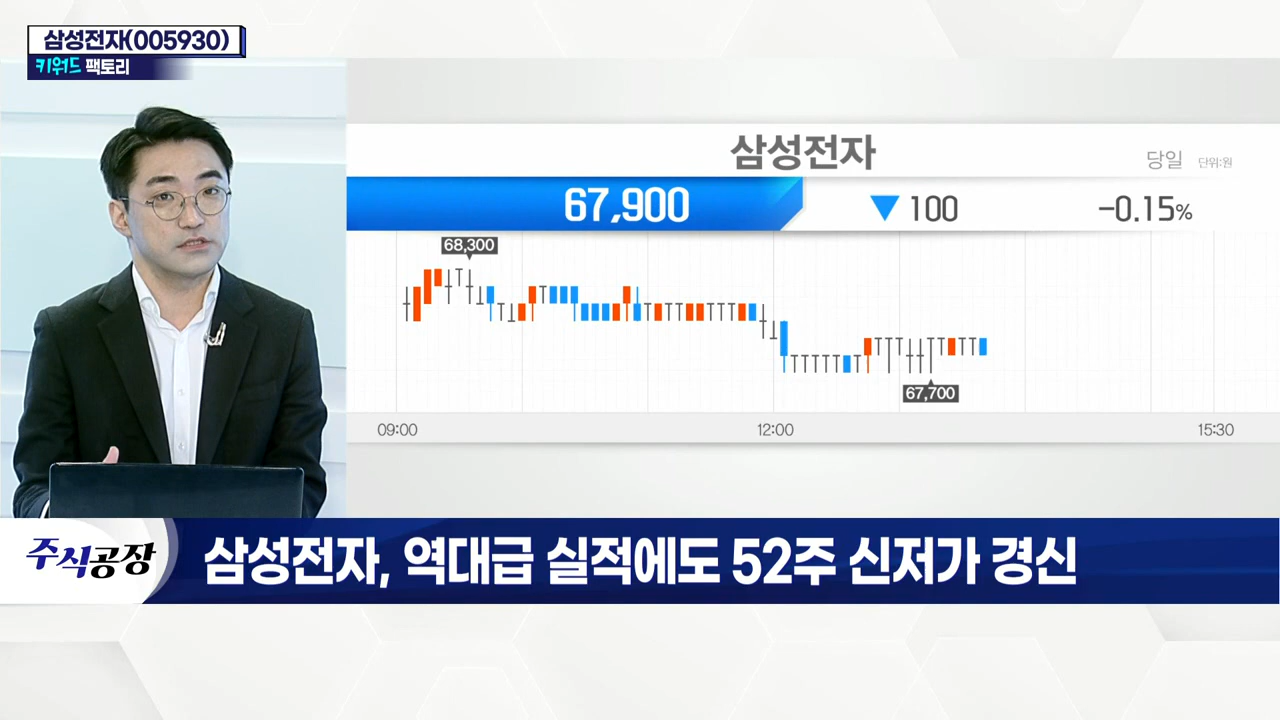 삼성전자(005930)
키워드 팩토리
삼성전자
당일 단위:원
67,900 ▼ 100 -0.15%
68,300
67,700
09:00 12:00 15:30
주식공장
삼성전자, 역대급 실적에도 52주 신저가 경신